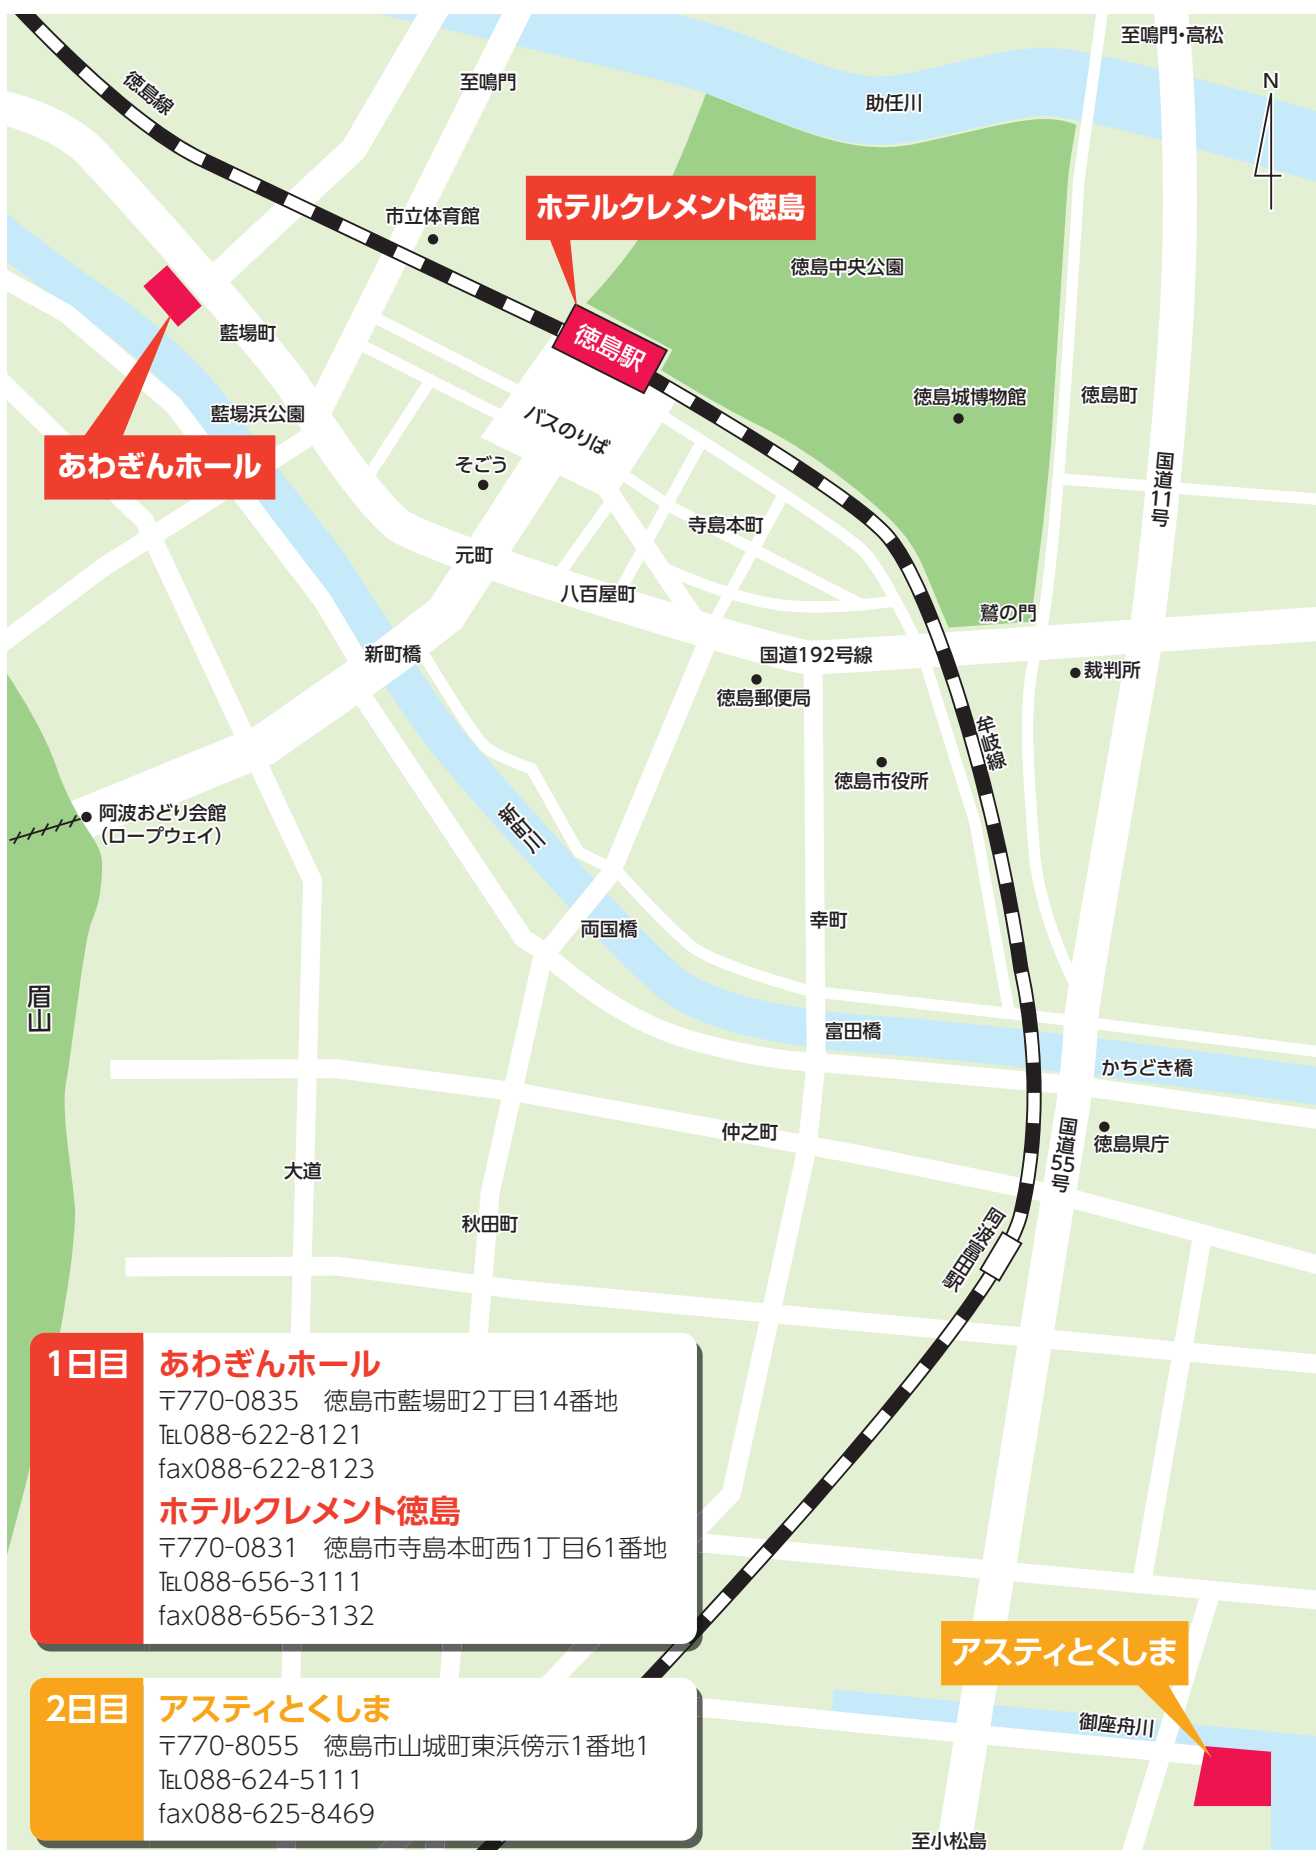 至鳴門・高松
N
至鳴門
徳島線
助任川
ホテルクレメント徳島
市立体育館
徳島中央公園
藍場町
徳島駅
徳島城博物館
徳島町
藍場浜公園
バスのりば
あわぎんホール
そごう
国道11号
寺島本町
元町
八百屋町
鷲の門
新町橋
国道192号線
裁判所
徳島郵便局
牟岐線
徳島市役所
阿波おどり会館
(ロープウェイ)
新町川
両国橋
幸町
眉山
富田橋
かちどき橋
仲之町
国道55号
徳島県庁
大道
秋田町
阿波富田駅
1日目
あわぎんホール
〒770-0835　徳島市藍場町2丁目14番地
℡088-622-8121
fax088-622-8123
ホテルクレメント徳島
〒770-0831　徳島市寺島本町西1丁目61番地
℡088-656-3111
fax088-656-3132
アスティとくしま
2日目
アスティとくしま
〒770-8055　徳島市山城町東浜傍示1番地1
℡088-624-5111
fax088-625-8469
御座舟川
至小松島